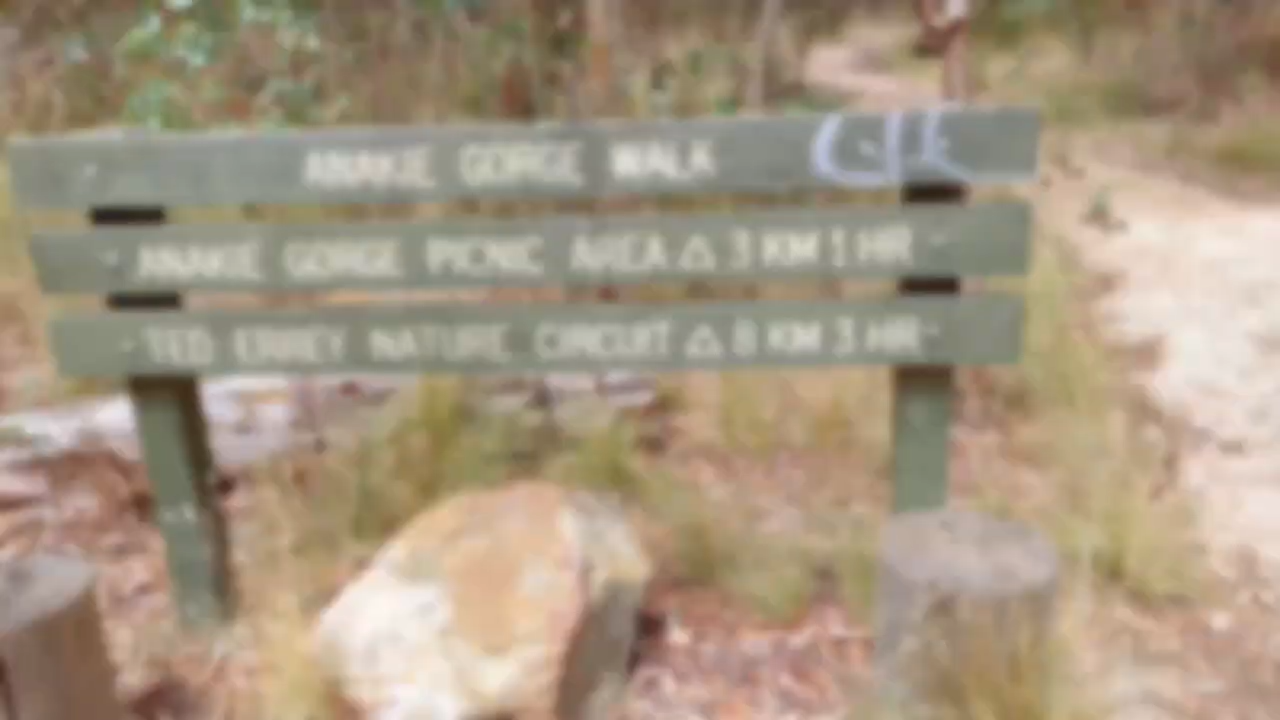 ANAKIE GORGE WALK
ANAKIE GORGE PICNIC AREA △ 3 KM 1 HR
TED ERREY NATURE CIRCUIT △ 8 KM 3 HR